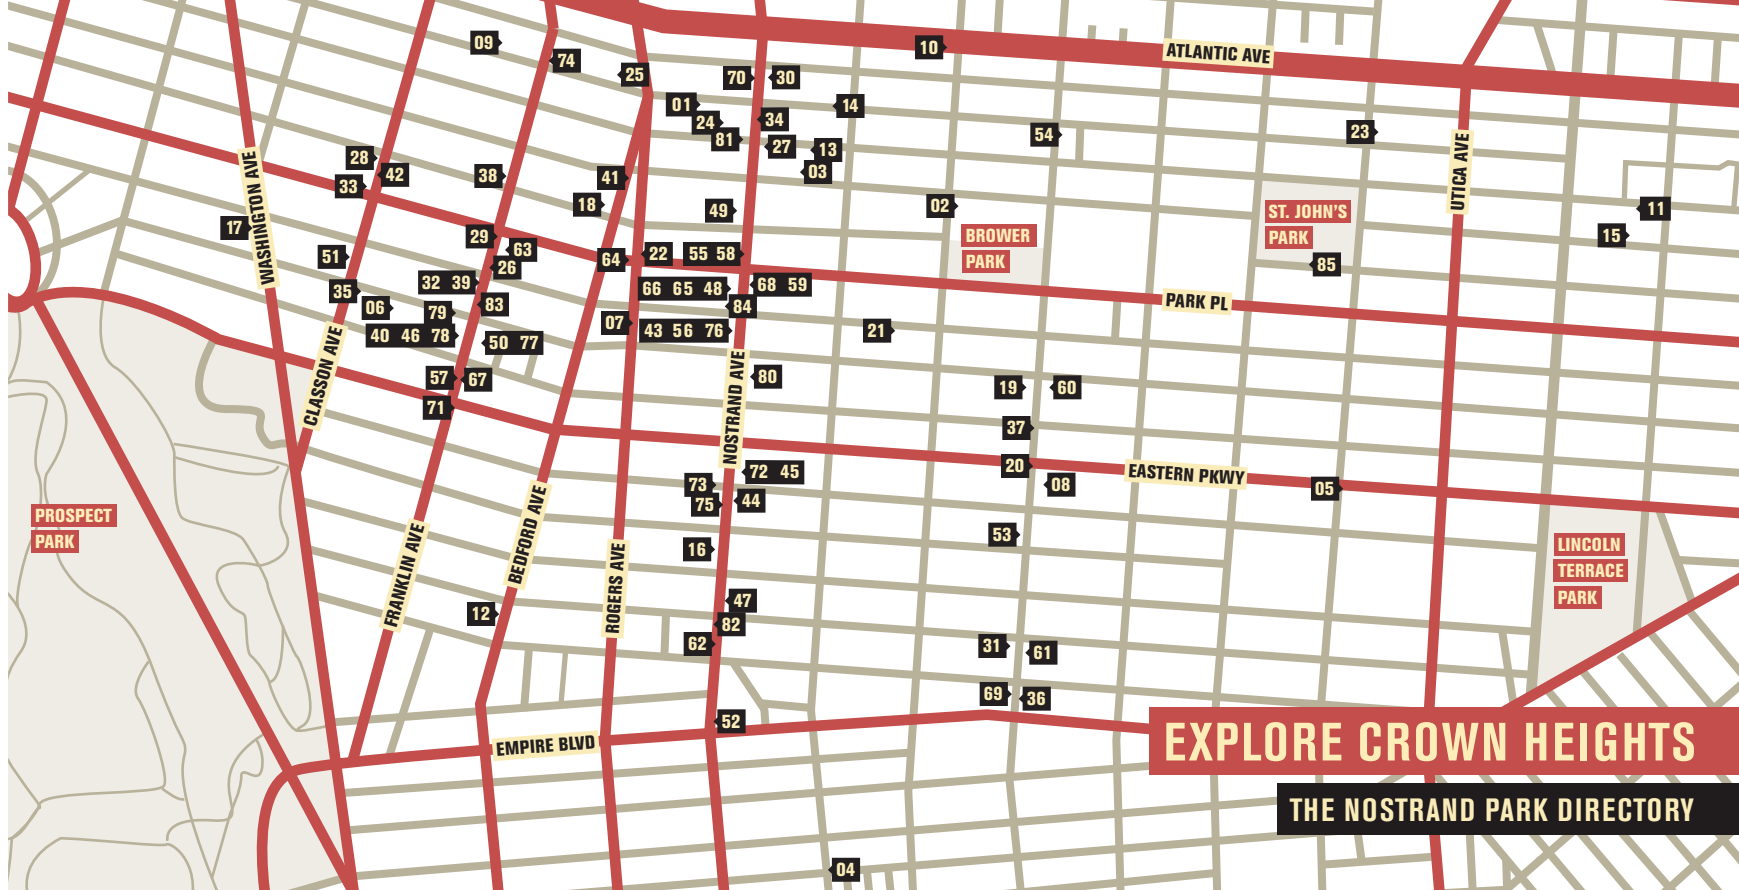 09
10
ATLANTIC AVE
74
25
70
30
01
14
24
34
81
27
13
54
23
UTICA AVE
28
42
33
38
41
03
18
49
02
WASHINGTON AVE
17
BROWER
PARK
ST. JOHN'S
PARK
11
15
29
63
51
26
64
22
55 58
85
35
32 39
66 65 48
68 59
06
79
83
84
PARK PL
07
43 56 76
21
40 46 78
50 77
CLASSON AVE
NOSTRAND AVE
57
67
80
19
60
71
37
20
08
EASTERN PKWY
05
72 45
73
75
44
PROSPECT
PARK
FRANKLIN AVE
BEDFORD AVE
ROGERS AVE
16
53
LINCOLN
TERRACE
PARK
12
47
82
62
31
61
69
36
52
EMPIRE BLVD
EXPLORE CROWN HEIGHTS
THE NOSTRAND PARK DIRECTORY
04